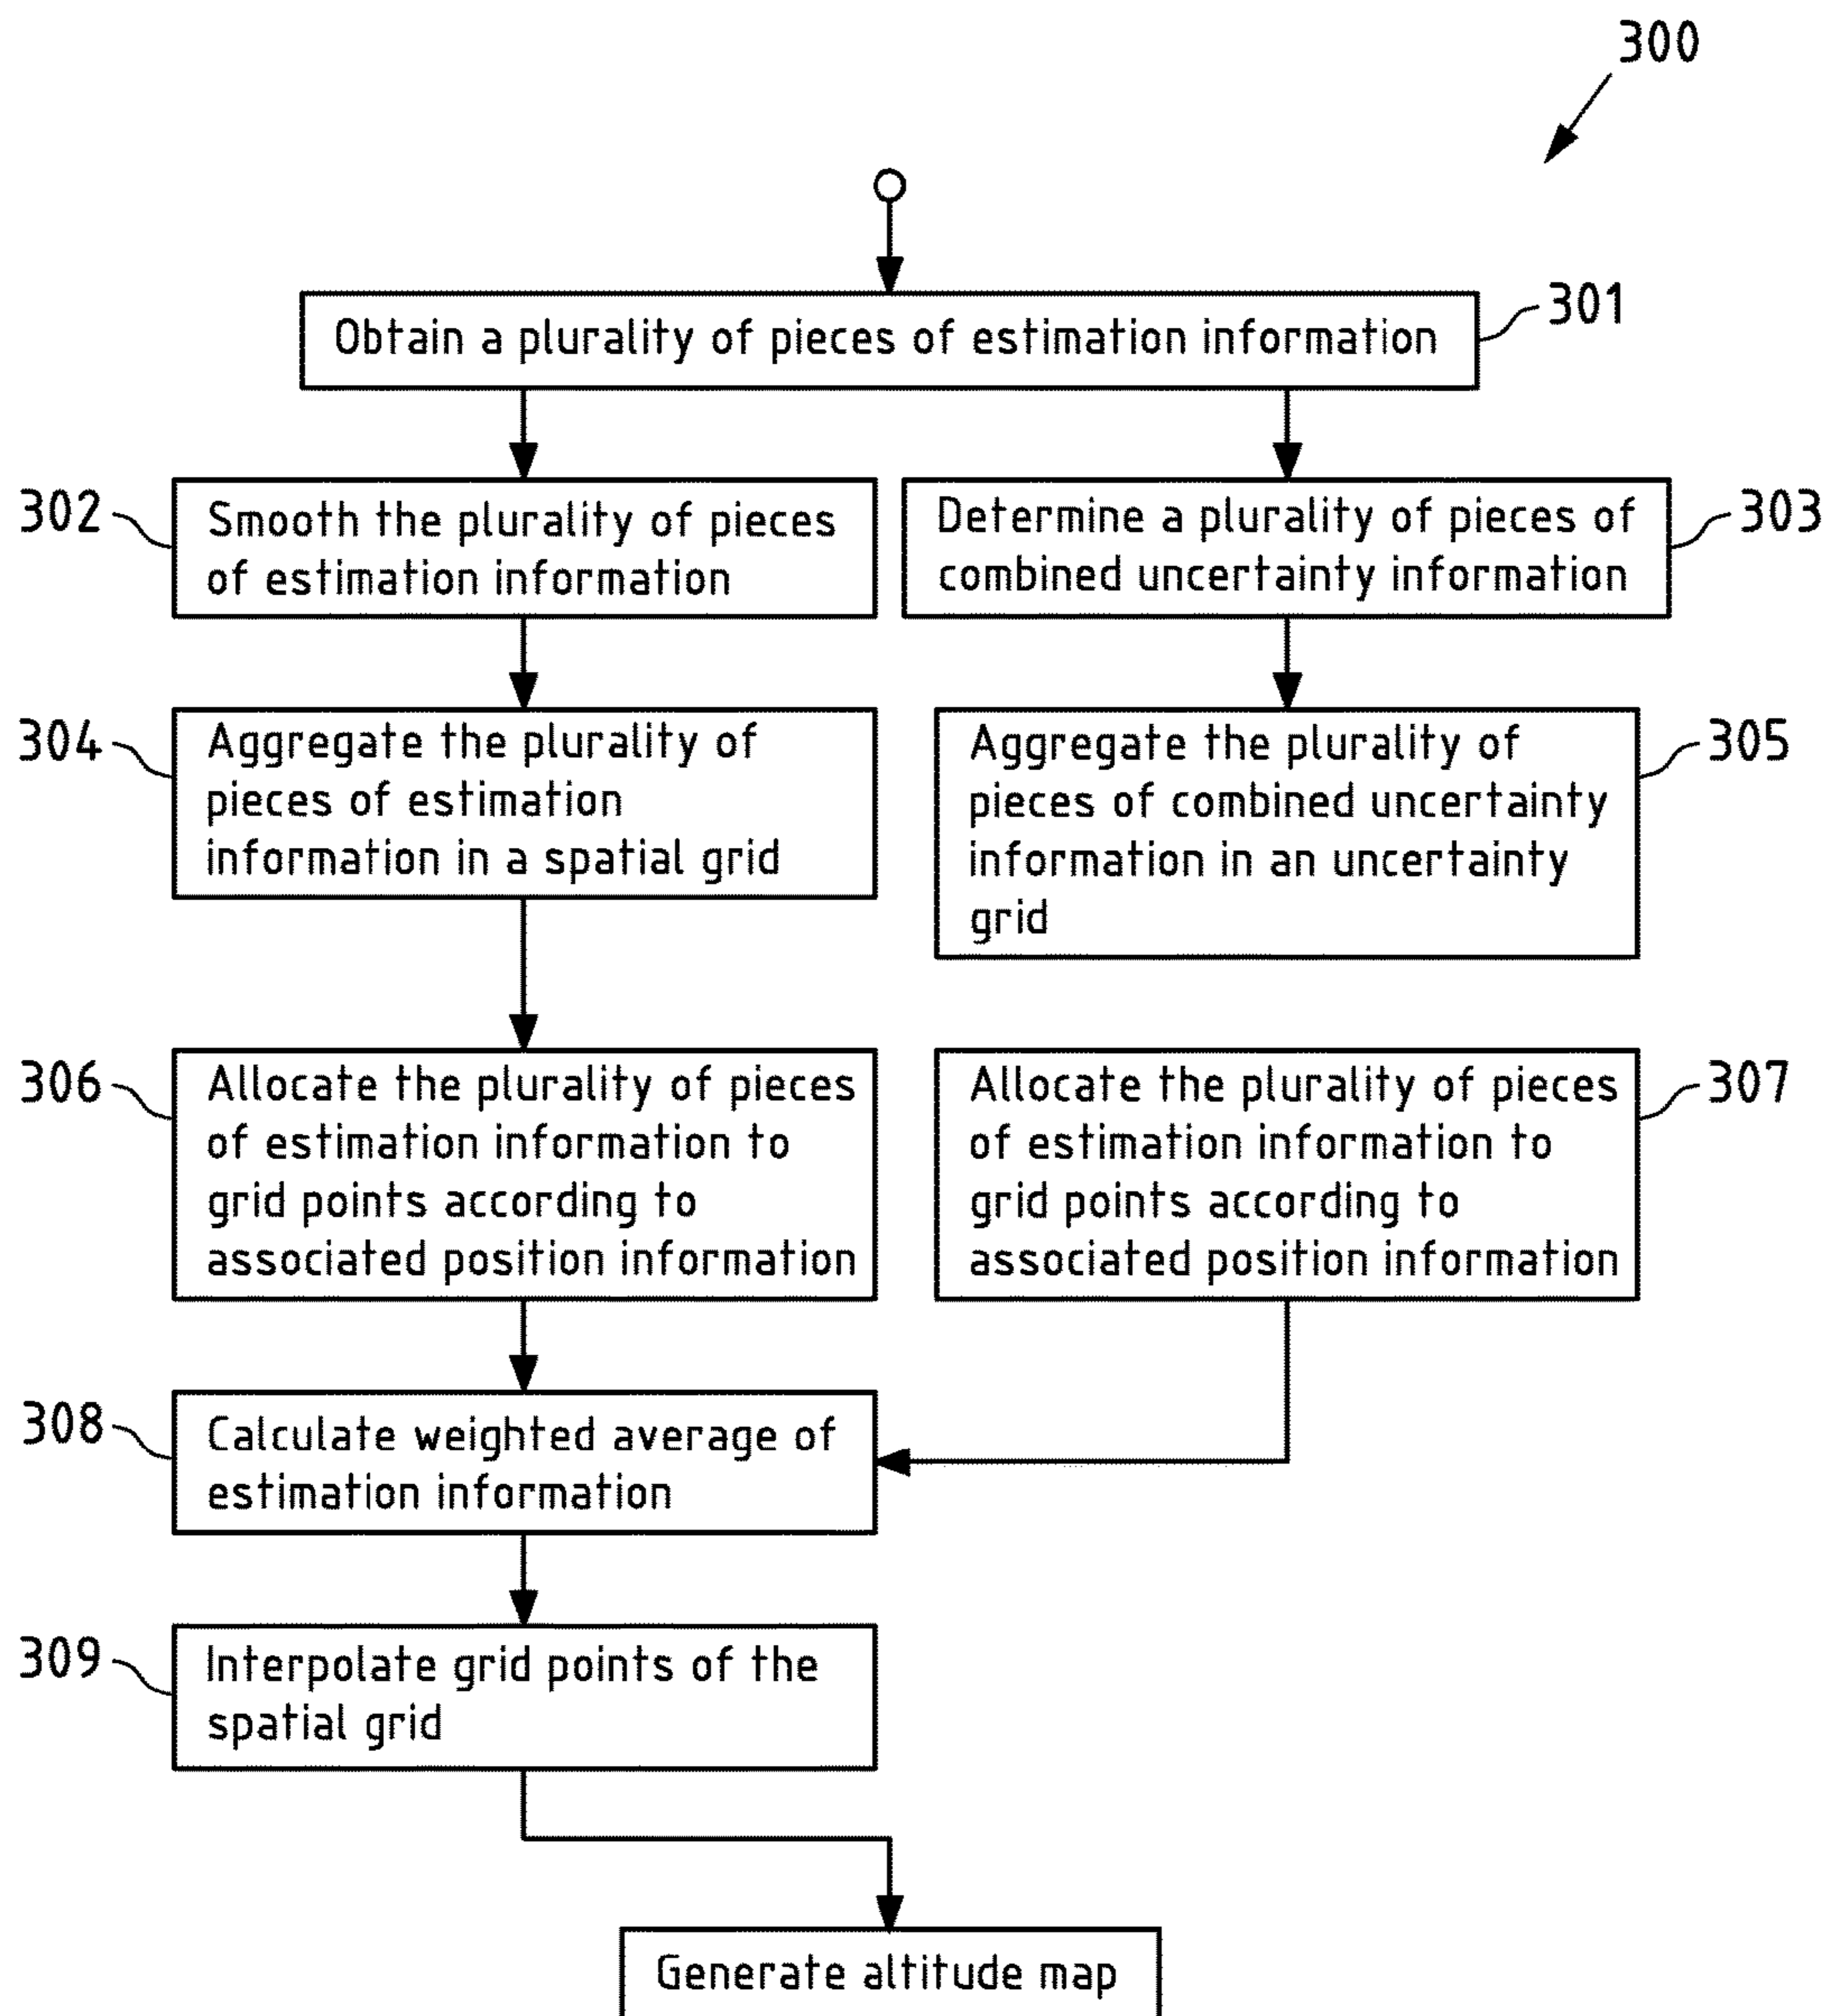 300
Obtain a plurality of pieces of estimation information
301
302
Smooth the plurality of pieces
of estimation information
Determine a plurality of pieces of
combined uncertainty information
303
304
Aggregate the plurality of
pieces of estimation
information in a spatial grid
Aggregate the plurality of
pieces of combined uncertainty
information in an uncertainty
grid
305
306
Allocate the plurality of pieces
of estimation information to
grid points according to
associated position information
Allocate the plurality of pieces
of estimation information to
grid points according to
associated position information
307
308
Calculate weighted average of
estimation information
309
Interpolate grid points of the
spatial grid
Generate altitude map